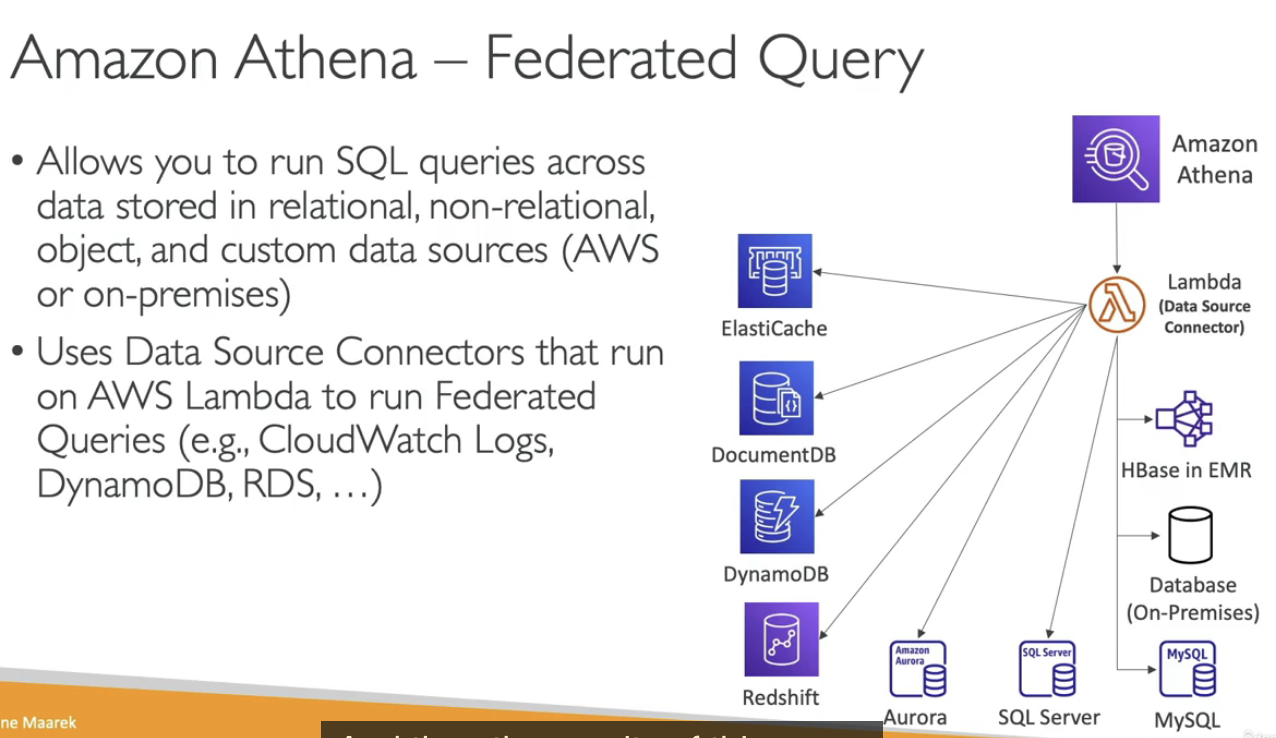 Amazon Athena – Federated Query
• Allows you to run SQL queries across
data stored in relational, non-relational,
object, and custom data sources (AWS
or on-premises)
• Uses Data Source Connectors that run
on AWS Lambda to run Federated
Queries (e.g., CloudWatch Logs,
DynamoDB, RDS, …)
Amazon
Athena
Lambda
(Data Source
Connector)
ElastiCache
DocumentDB
DynamoDB
Redshift
Amazon
Aurora
Aurora
SQL Server
SQL Server
HBase in EMR
Database
(On-Premises)
MySQL
MySQL
ne Maarek